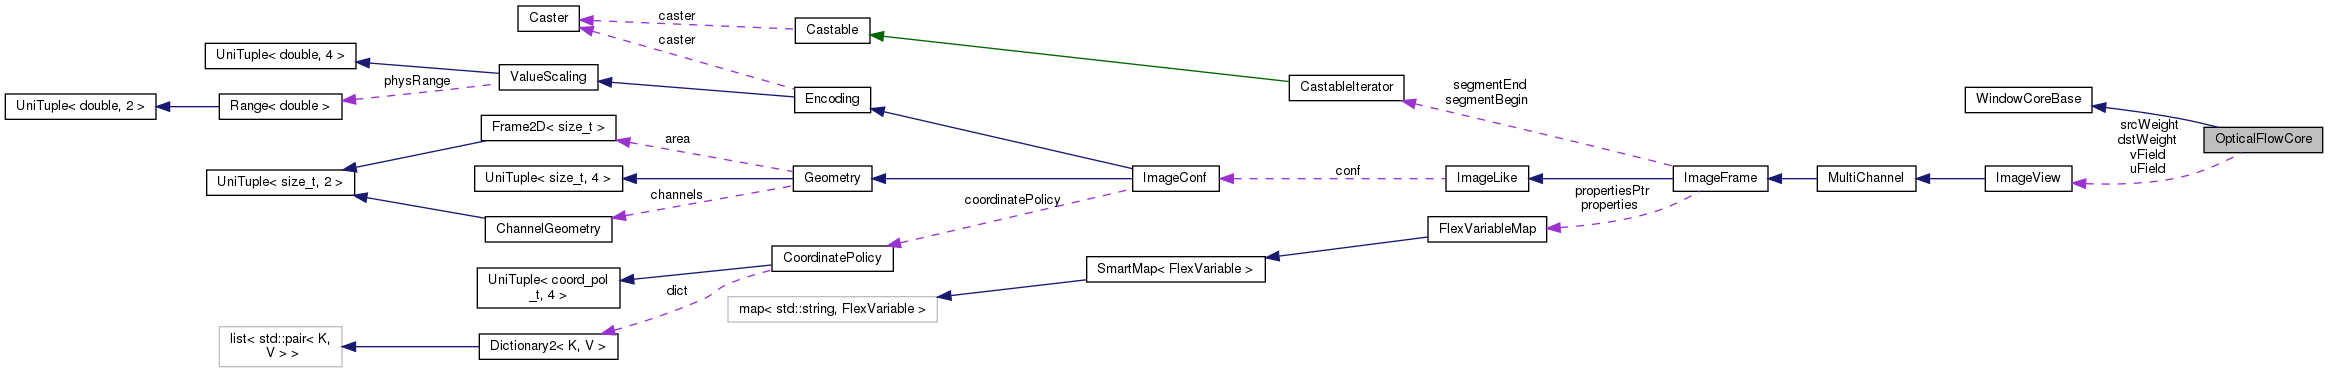 Caster
caster
Castable
caster
UniTuple< double, 4 >
ValueScaling
physRange
UniTuple< double, 2 >
Range< double >
Encoding
CastableIterator
segmentEnd
segmentBegin
WindowCoreBase
OpticalFlowCore
srcWeight
dstWeight
vField
uField
Frame2D< size_t >
area
UniTuple< size_t, 2 >
UniTuple< size_t, 4 >
Geometry
ImageConf
conf
ImageLike
ImageFrame
MultiChannel
ImageView
channels
ChannelGeometry
coordinatePolicy
propertiesPtr
properties
FlexVariableMap
CoordinatePolicy
SmartMap< FlexVariable >
UniTuple< coord_pol
_t, 4 >
dict
map< std::string, FlexVariable >
list< std::pair< K,
V > >
Dictionary2< K, V >